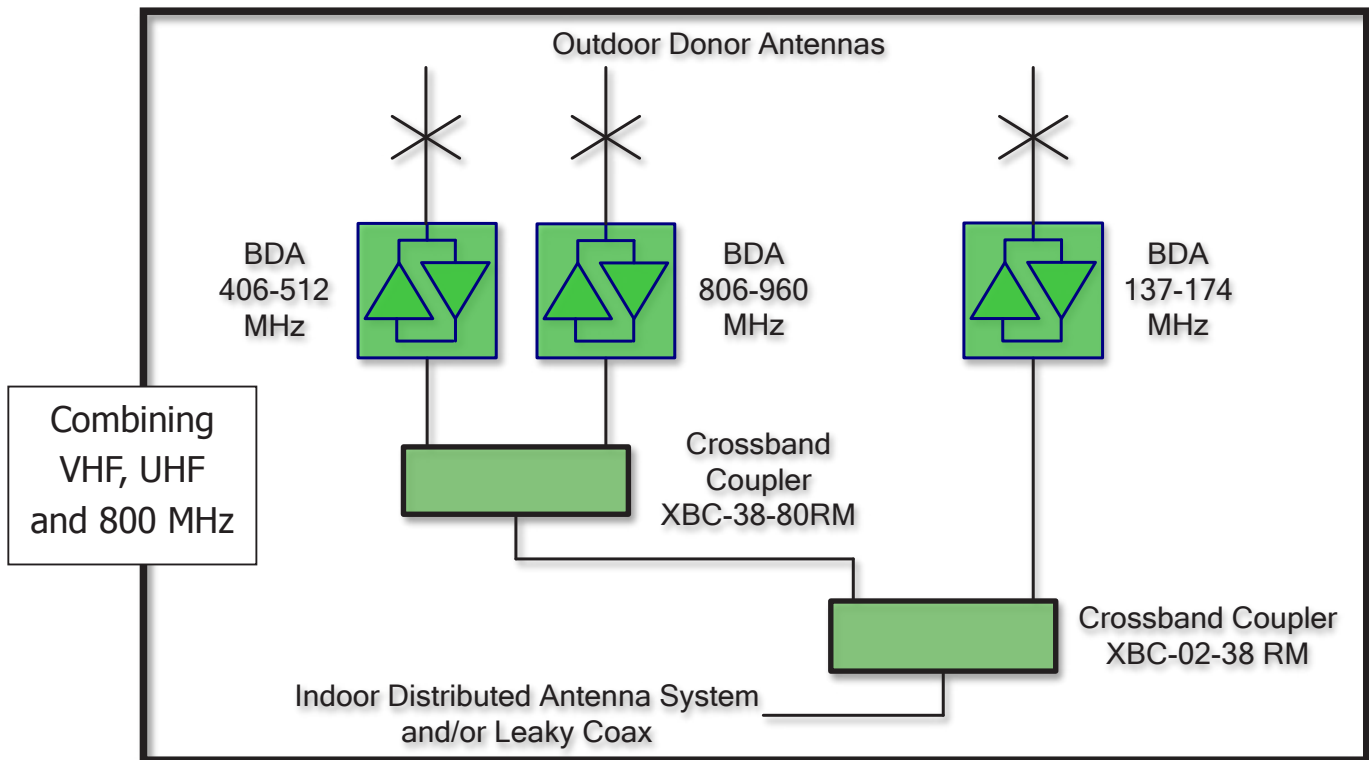 Outdoor Donor Antennas
BDA
406-512
MHz
BDA
806-960
MHz
BDA
137-174
MHz
Combining
VHF, UHF
and 800 MHz
Crossband
Coupler
XBC-38-80RM
Crossband Coupler
XBC-02-38 RM
Indoor Distributed Antenna System
and/or Leaky Coax